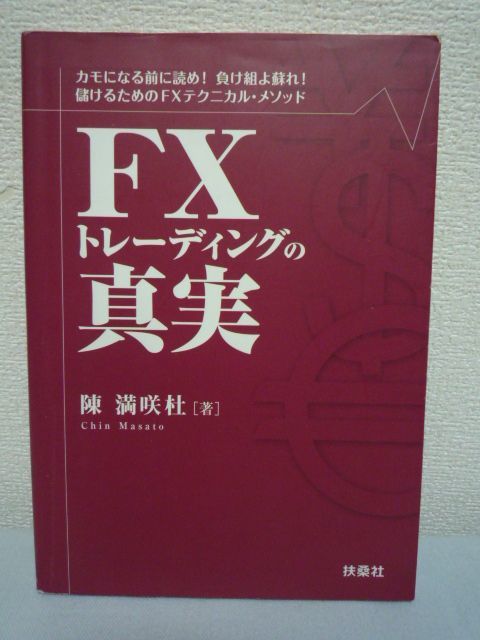 カモになる前に読め！負け組よ蘇れ！
儲けるためのFXテクニカル・メソッド
FX
トレーディングの
真実
陳 満咲杜［著］
Chin Masato
扶桑社